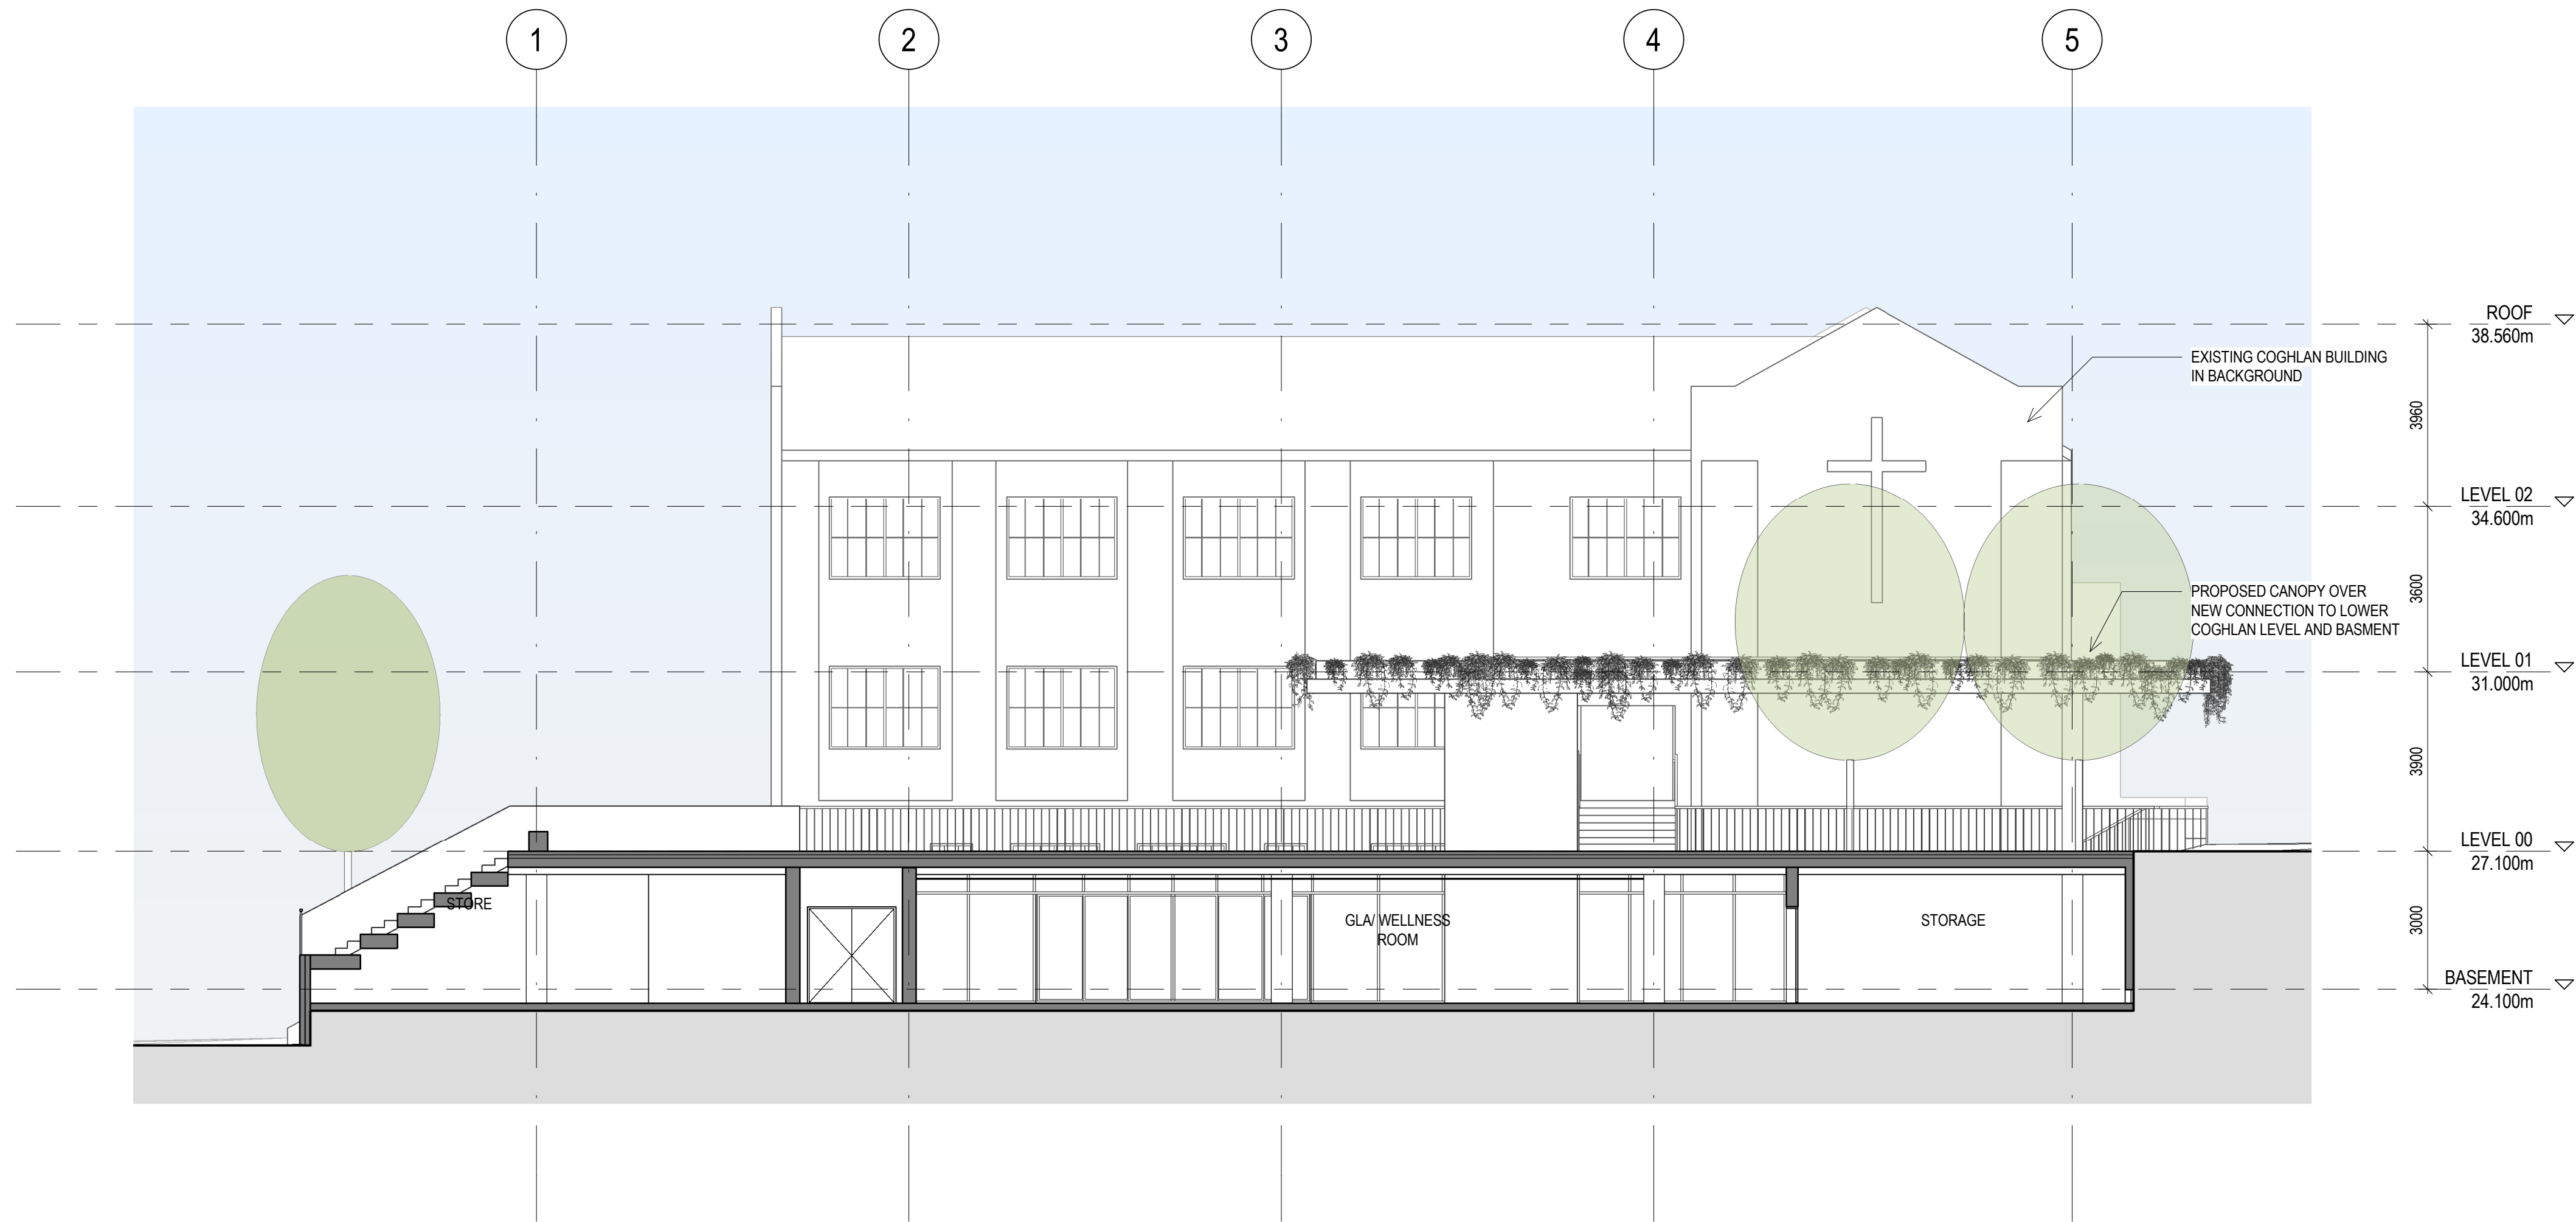 1
2
3
4
5
ROOF
38.560m
EXISTING COGHLAN BUILDING
IN BACKGROUND
3960
LEVEL 02
34.600m
3600
PROPOSED CANOPY OVER
NEW CONNECTION TO LOWER
COGHLAN LEVEL AND BASMENT
LEVEL 01
31.000m
3900
LEVEL 00
27.100m
STORE
GLA/ WELLNESS
ROOM
STORAGE
3000
BASEMENT
24.100m